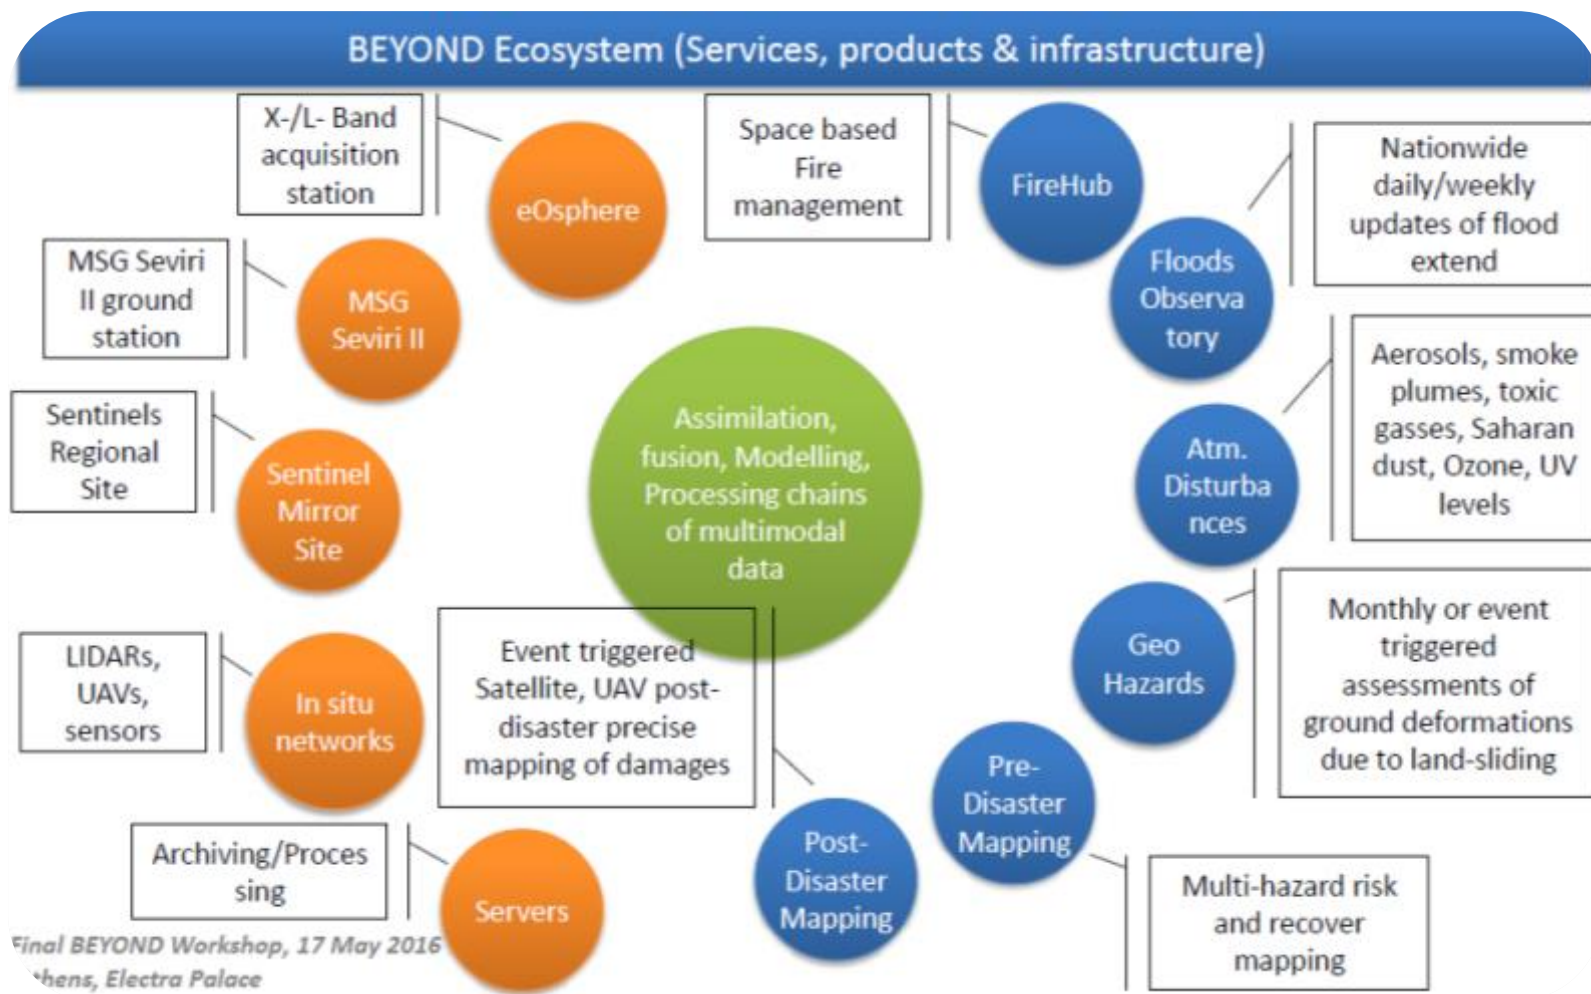 BEYOND Ecosystem (Services, products & infrastructure)
X-/L- Band
acquisition
station
eOsphere
Space based
Fire
management
FireHub
Nationwide
daily/weekly
updates of flood
extend
Floods
Observa
tory
MSG Seviri
II ground
station
MSG
Seviri II
Aerosols, smoke
plumes, toxic
gasses, Saharan
dust, Ozone, UV
levels
Atm.
Disturba
nces
Sentinels
Regional
Site
Sentinel
Mirror
Site
Assimilation,
fusion, Modelling,
Processing chains
of multimodal
data
Monthly or event
triggered
assessments of
ground deformations
due to land-sliding
Geo
Hazards
LIDARs,
UAVs,
sensors
In situ
networks
Event triggered
Satellite, UAV post-
disaster precise
mapping of damages
Post-
Disaster
Mapping
Pre-
Disaster
Mapping
Multi-hazard risk
and recover
mapping
Archiving/Proces
sing
Servers
Final BEYOND Workshop, 17 May 2016
thens, Electra Palace